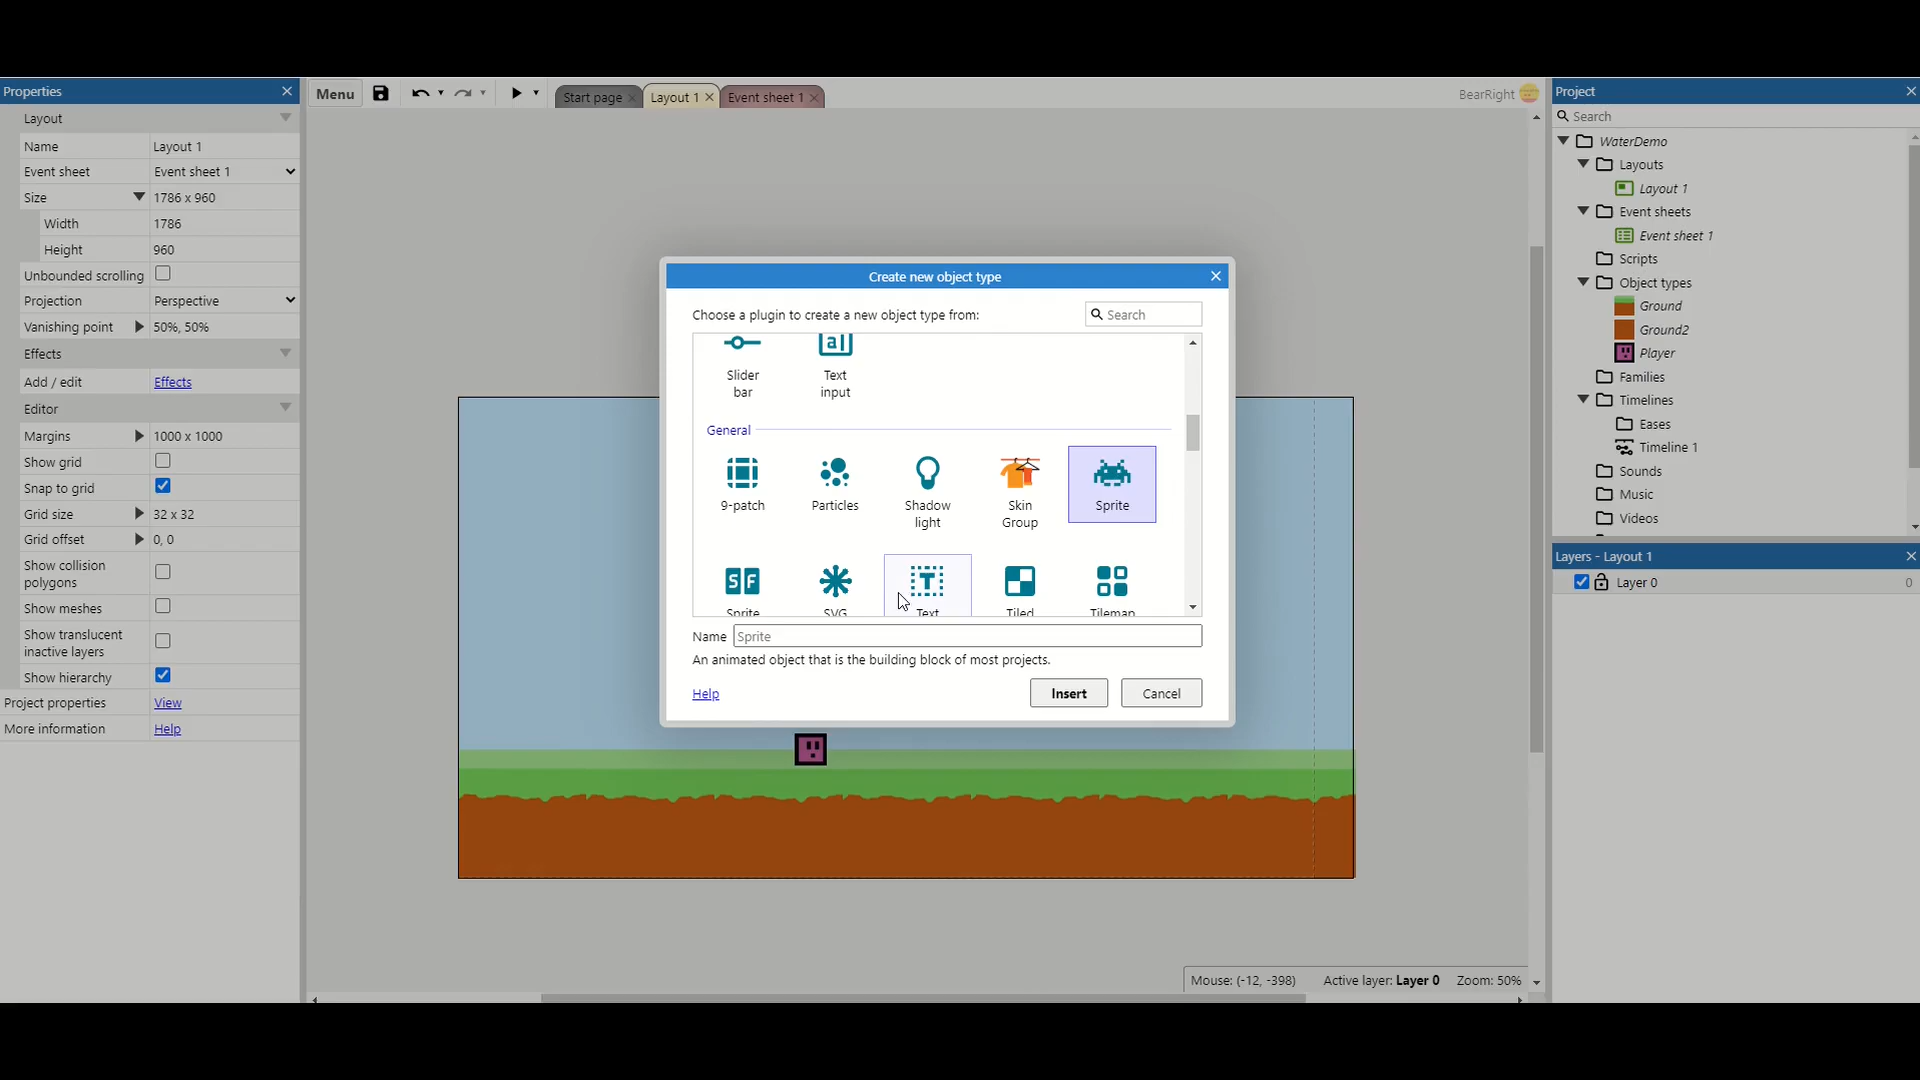 Properties
Layout
Name Layout 1
Event sheet Event sheet 1
Size 1786 x 960
Width 1786
Height 960
Unbounded scrolling
Projection Perspective
Vanishing point 50%, 50%
Effects
Add / edit Effects
Editor
Margins 1000 x 1000
Show grid
Snap to grid
Grid size 32 x 32
Grid offset 0, 0
Show collision
polygons
Show meshes
Show translucent
inactive layers
Show hierarchy
Project properties View
More information Help
Menu
Start page
Layout 1
Event sheet 1
BearRight
Create new object type
Choose a plugin to create a new object type from:
Search
Slider
bar
Text
input
General
9-patch
Particles
Shadow
light
Skin
Group
Sprite
SF
Sprite
SVG
T
Text
Tiled
Tilemap
Name Sprite
An animated object that is the building block of most projects.
Help
Insert
Cancel
Mouse: (-12, -398) Active layer: Layer 0 Zoom: 50%
Project
Search
WaterDemo
Layouts
Layout 1
Event sheets
Event sheet 1
Scripts
Object types
Ground
Ground2
Player
Families
Timelines
Eases
Timeline 1
Sounds
Music
Videos
Layers - Layout 1
Layer 0 0